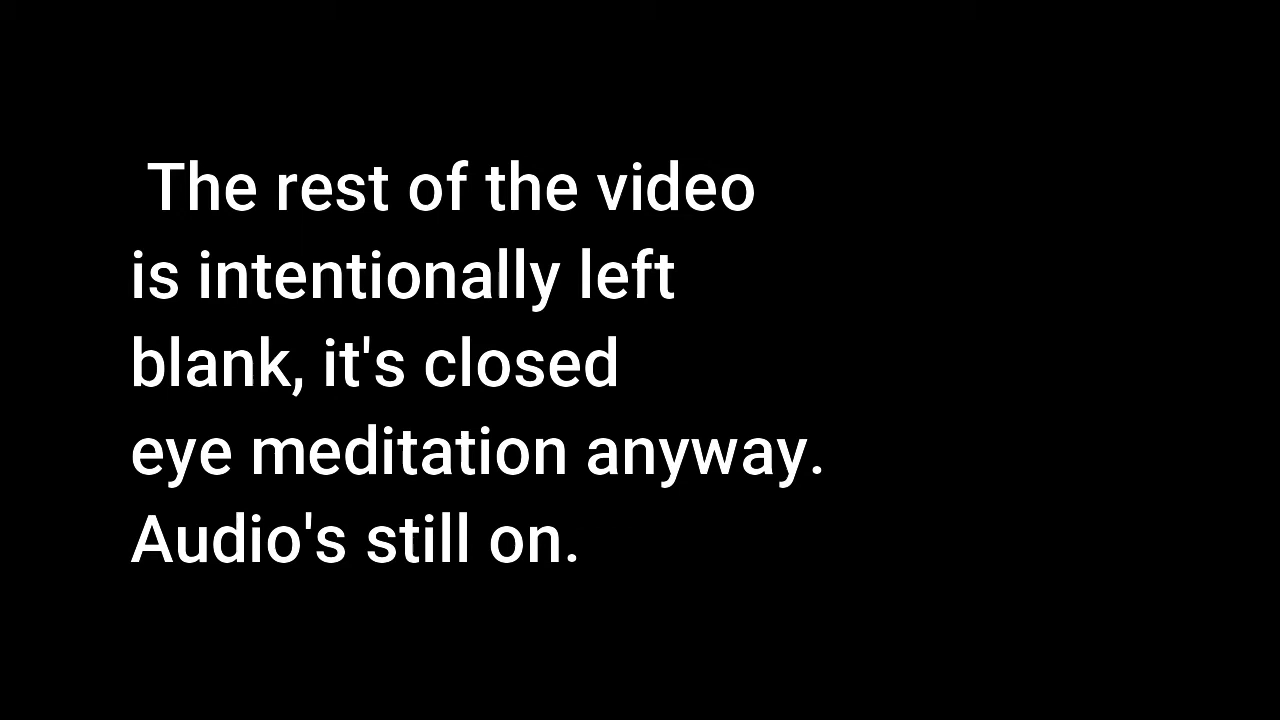 The rest of the video
is intentionally left
blank, it's closed
eye meditation anyway.
Audio's still on.